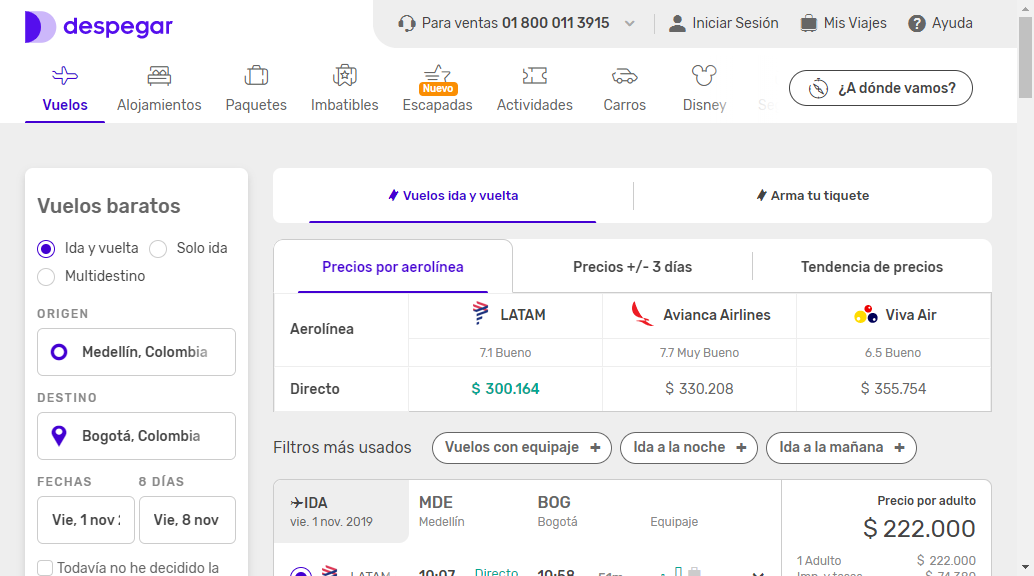 despegar
Para ventas 01 800 011 3915
Iniciar Sesión
Mis Viajes
Ayuda
Vuelos
Alojamientos
Paquetes
Imbatibles
Nuevo
Escapadas
Actividades
Carros
Disney
¿A dónde vamos?
Vuelos baratos
Ida y vuelta
Solo ida
Multidestino
ORIGEN
Medellín, Colombia
DESTINO
Bogotá, Colombia
FECHAS
8 DÍAS
Vie, 1 nov
Vie, 8 nov
Todavía no he decidido la
Vuelos ida y vuelta
Arma tu tiquete
Precios por aerolínea
Precios +/- 3 días
Tendencia de precios
Aerolínea
LATAM
Avianca Airlines
Viva Air
7.1 Bueno
7.7 Muy Bueno
6.5 Bueno
Directo
$ 300.164
$ 330.208
$ 355.754
Filtros más usados
Vuelos con equipaje +
Ida a la noche +
Ida a la mañana +
IDA
vie. 1 nov. 2019
MDE
Medellín
BOG
Bogotá
Equipaje
LATAM
10:07
Directo
10:58
51m
Precio por adulto
$ 222.000
1 Adulto
$ 222.000
Imp. y tasas
$ 74.380